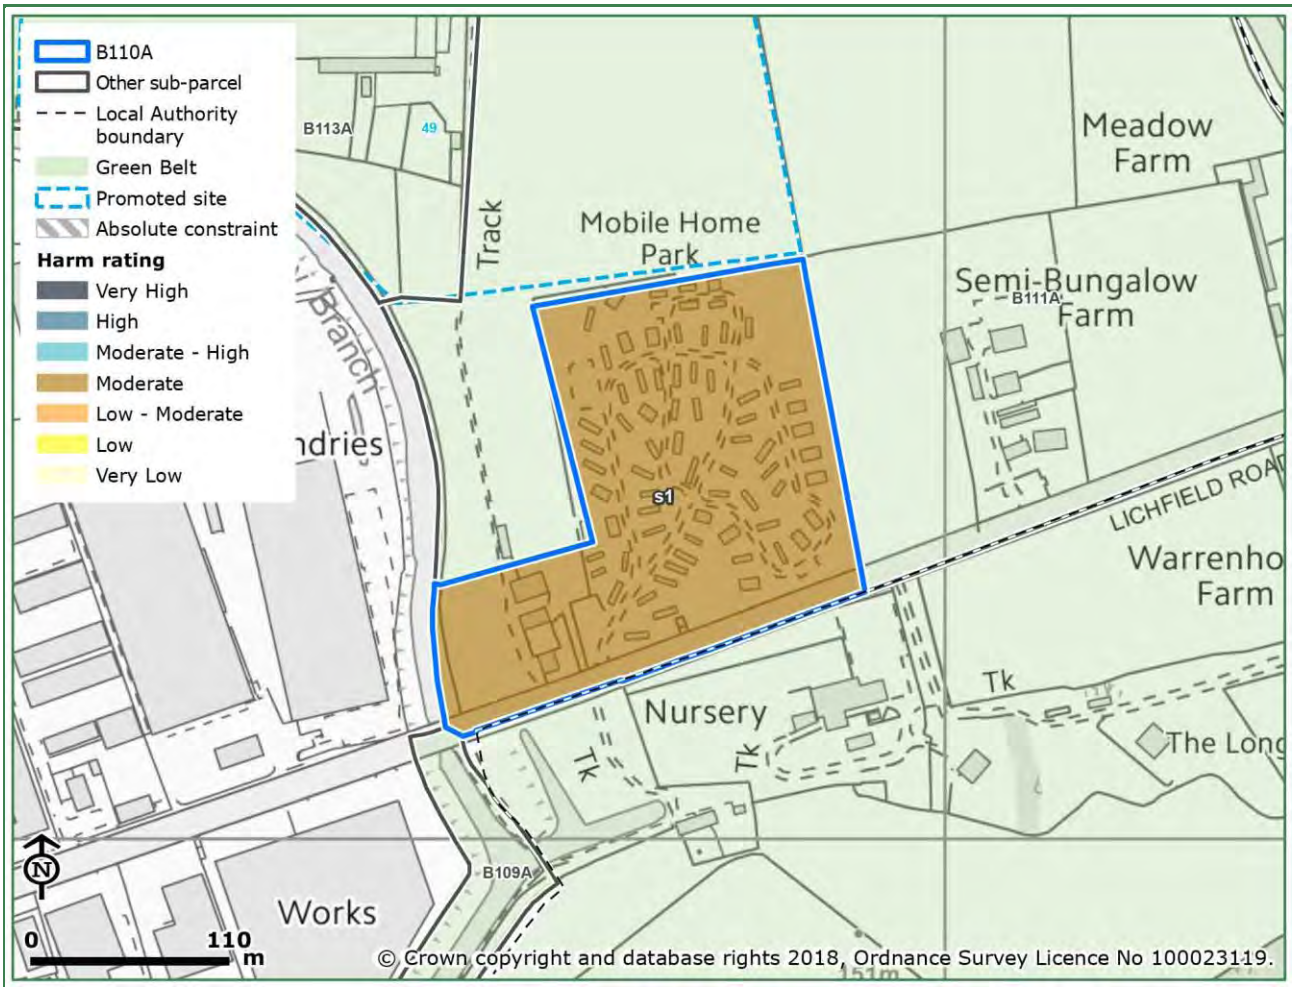 B110A
Other sub-parcel
Local Authority
boundary
Green Belt
Promoted site
Absolute constraint
Harm rating
Very High
High
Moderate - High
Moderate
Low - Moderate
Low
Very Low
B113A
49
Track
Mobile Home
Park
Meadow
Farm
Semi-Bungalow
B111A
Farm
Branch
ndries
s1
LICHFIELD ROAD
Warrenho
Farm
Tk
Nursery
Tk
Tk
The Long
B109A
Works
N
0
110
m
151m
© Crown copyright and database rights 2018, Ordnance Survey Licence No 100023119.